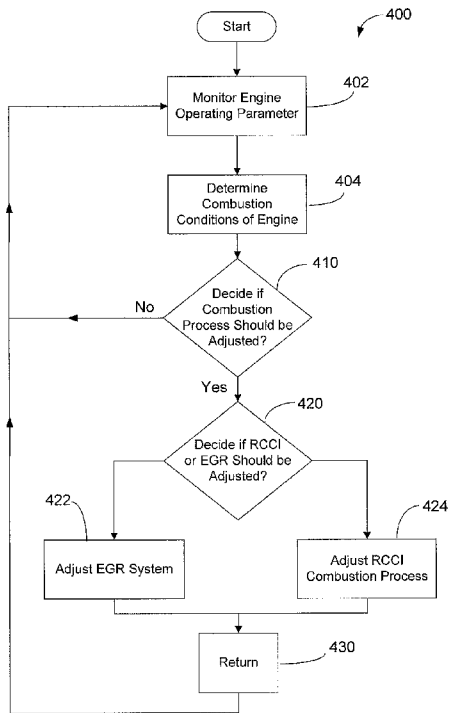 Start
400
Monitor Engine
Operating Parameter
402
Determine
Combustion
Conditions of Engine
404
410
Decide if
Combustion
Process Should be
Adjusted?
No
Yes
420
Decide if RCCI
or EGR Should be
Adjusted?
422
Adjust EGR System
424
Adjust RCCI
Combustion Process
Return
430